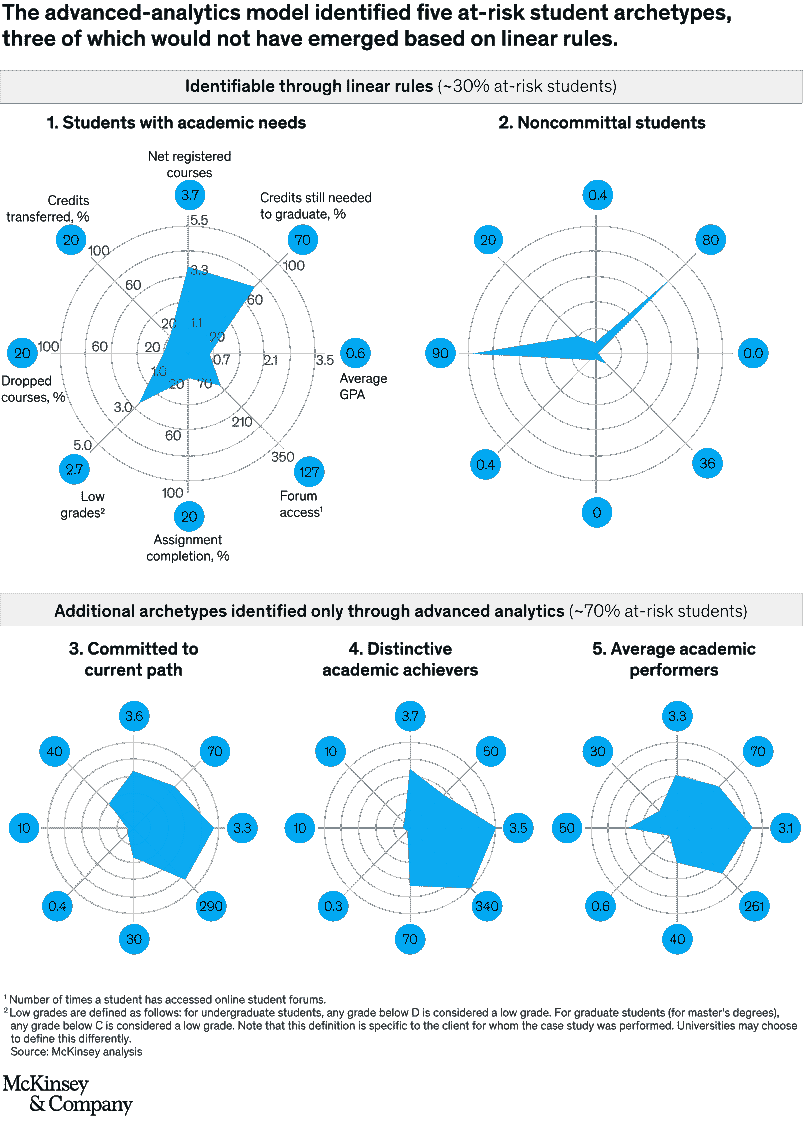 The advanced-analytics model identified five at-risk student archetypes,
three of which would not have emerged based on linear rules.
Identifiable through linear rules (~30% at-risk students)
1. Students with academic needs
Net registered
courses
3.7
Credits
transferred, %
20
Credits still needed
to graduate, %
70
5.5
100
100
3.3
60
60
20
1.1
20
20
100
60
20
0.7
2.1
3.5
0.6
Dropped
courses, %
Average
GPA
1.0
20
70
3.0
60
210
5.0
100
350
2.7
Low
grades²
20
Assignment
completion, %
127
Forum
access¹
2. Noncommittal students
0.4
20
80
90
0.0
0.4
36
0
Additional archetypes identified only through advanced analytics (~70% at-risk students)
3. Committed to
current path
3.6
40
70
10
3.3
0.4
290
30
4. Distinctive
academic achievers
3.7
10
50
10
3.5
0.3
340
70
5. Average academic
performers
3.3
30
70
50
3.1
0.6
261
40
¹ Number of times a student has accessed online student forums.
² Low grades are defined as follows: for undergraduate students, any grade below D is considered a low grade. For graduate students (for master's degrees),
any grade below C is considered a low grade. Note that this definition is specific to the client for whom the case study was performed. Universities may choose
to define this differently.
Source: McKinsey analysis
McKinsey
& Company